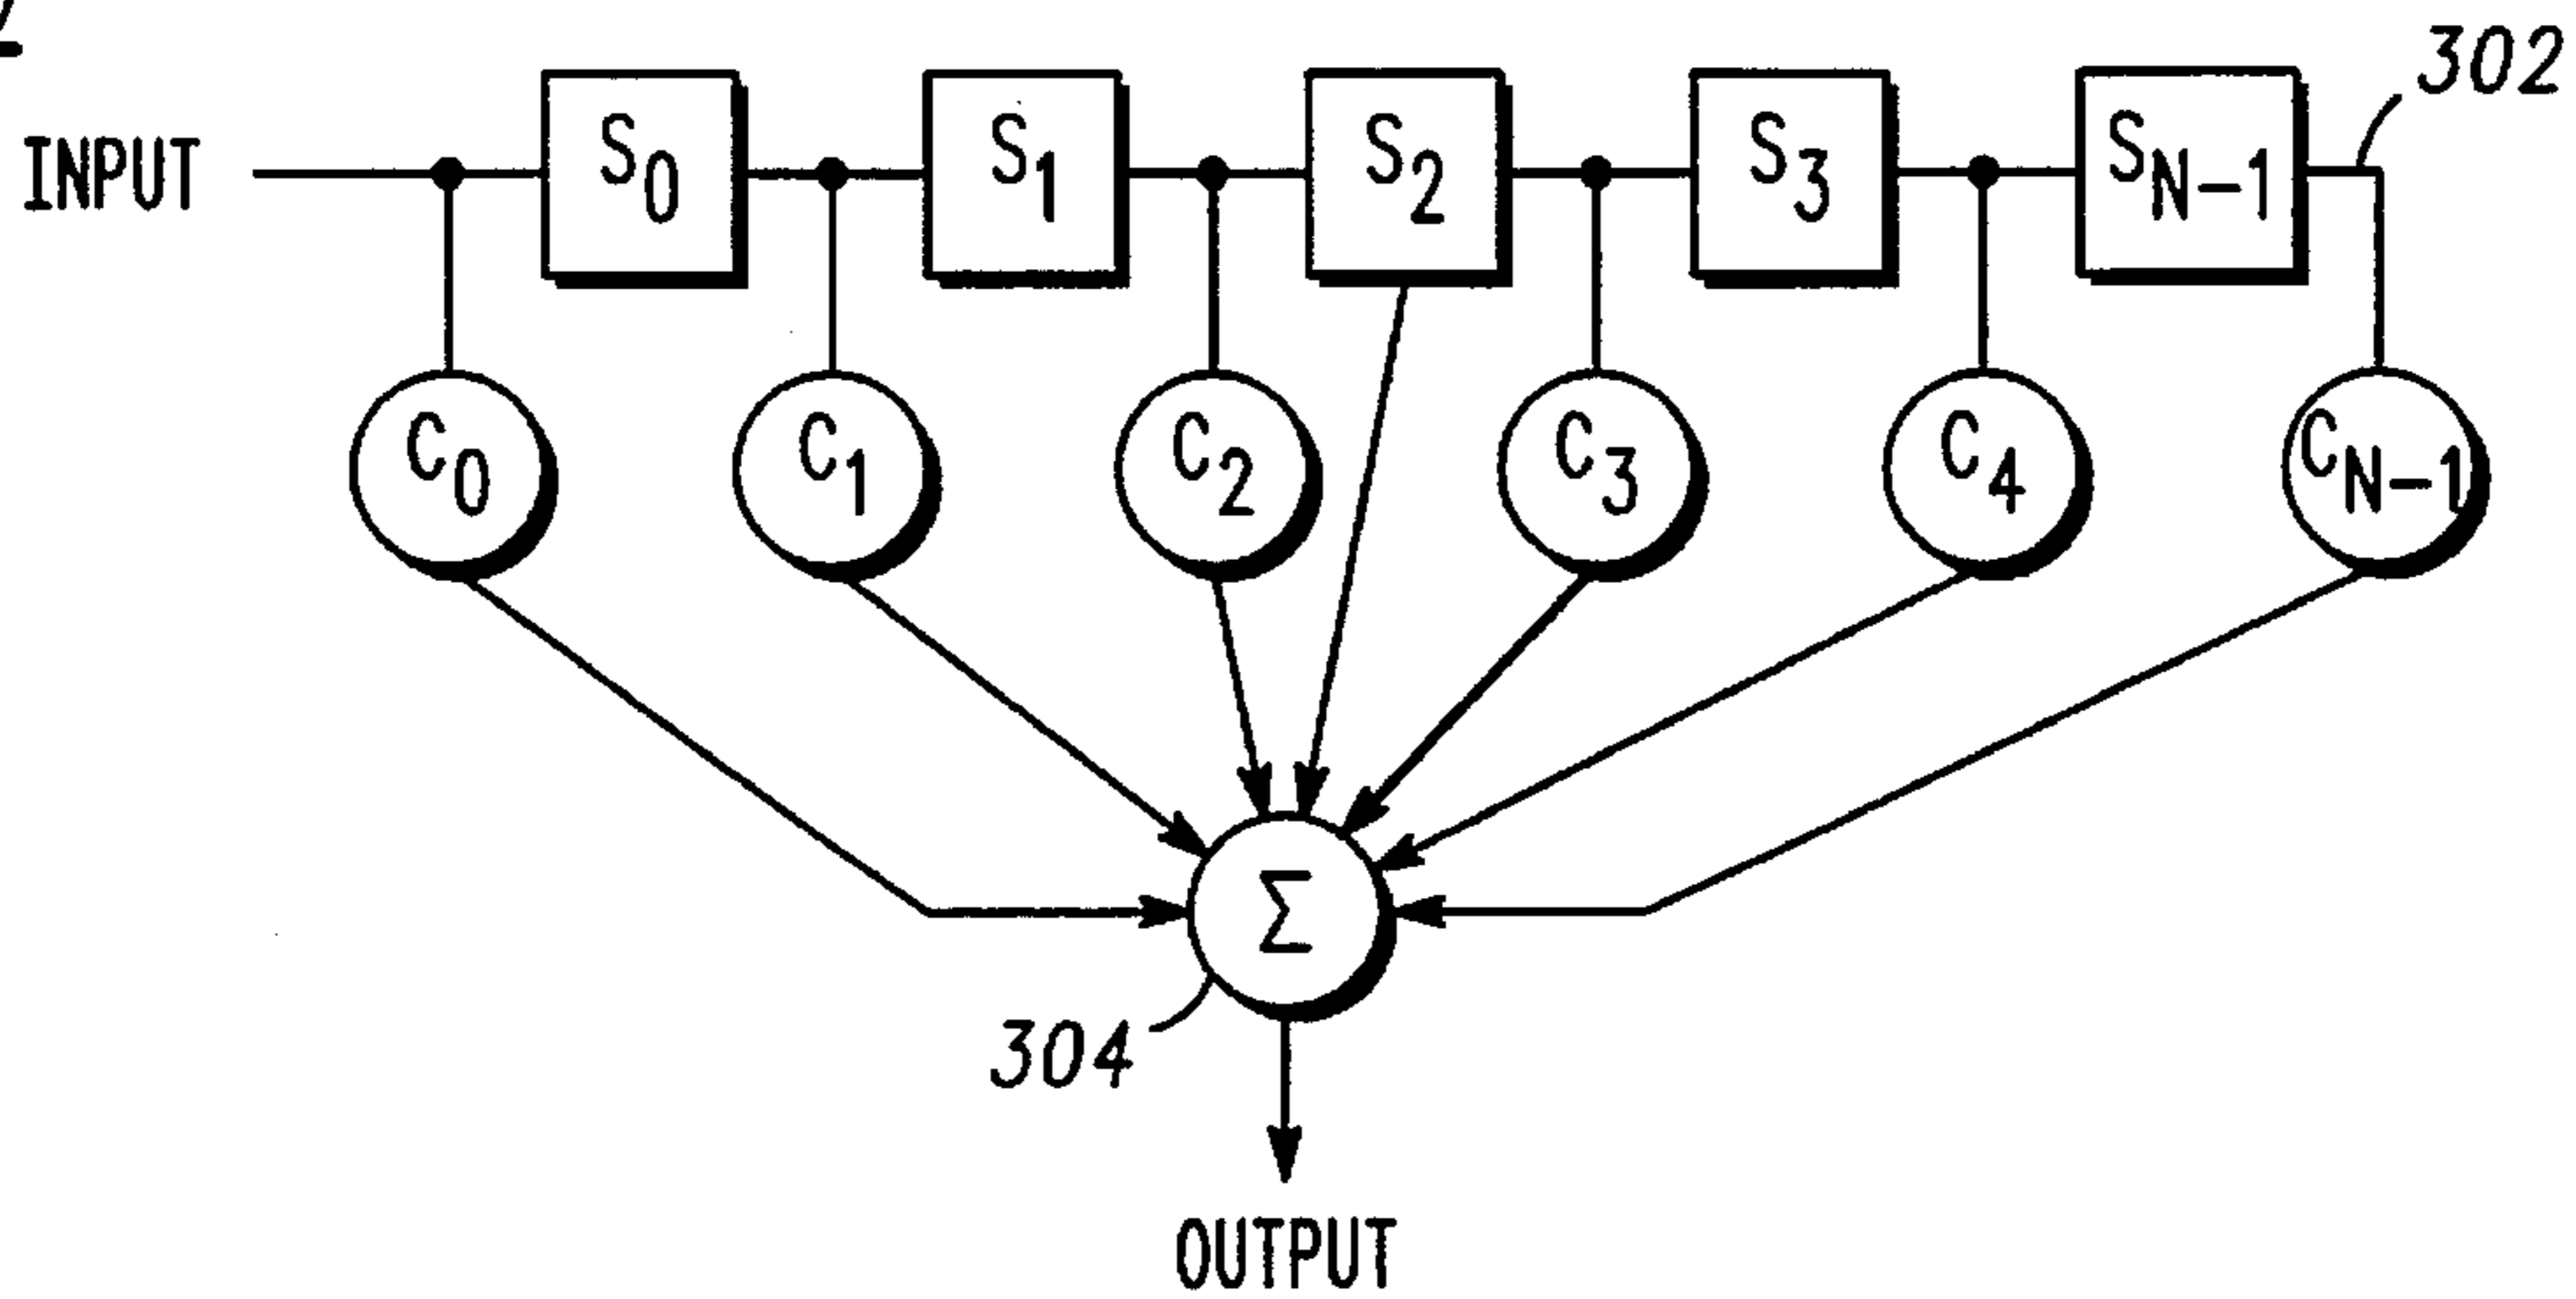 302
INPUT S0 S1 S2 S3 SN-1
C0 C1 C2 C3 C4 CN-1
Σ
304
OUTPUT